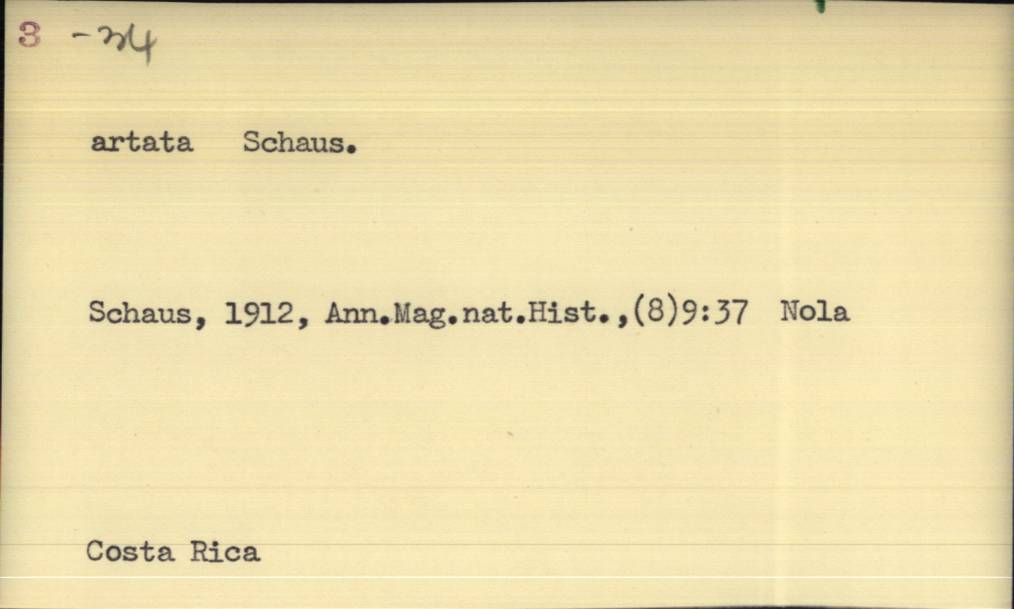 3 -34
artata Schaus.
Schaus, 1912, Ann.Mag.nat.Hist.,(8)9:37 Nola
Costa Rica